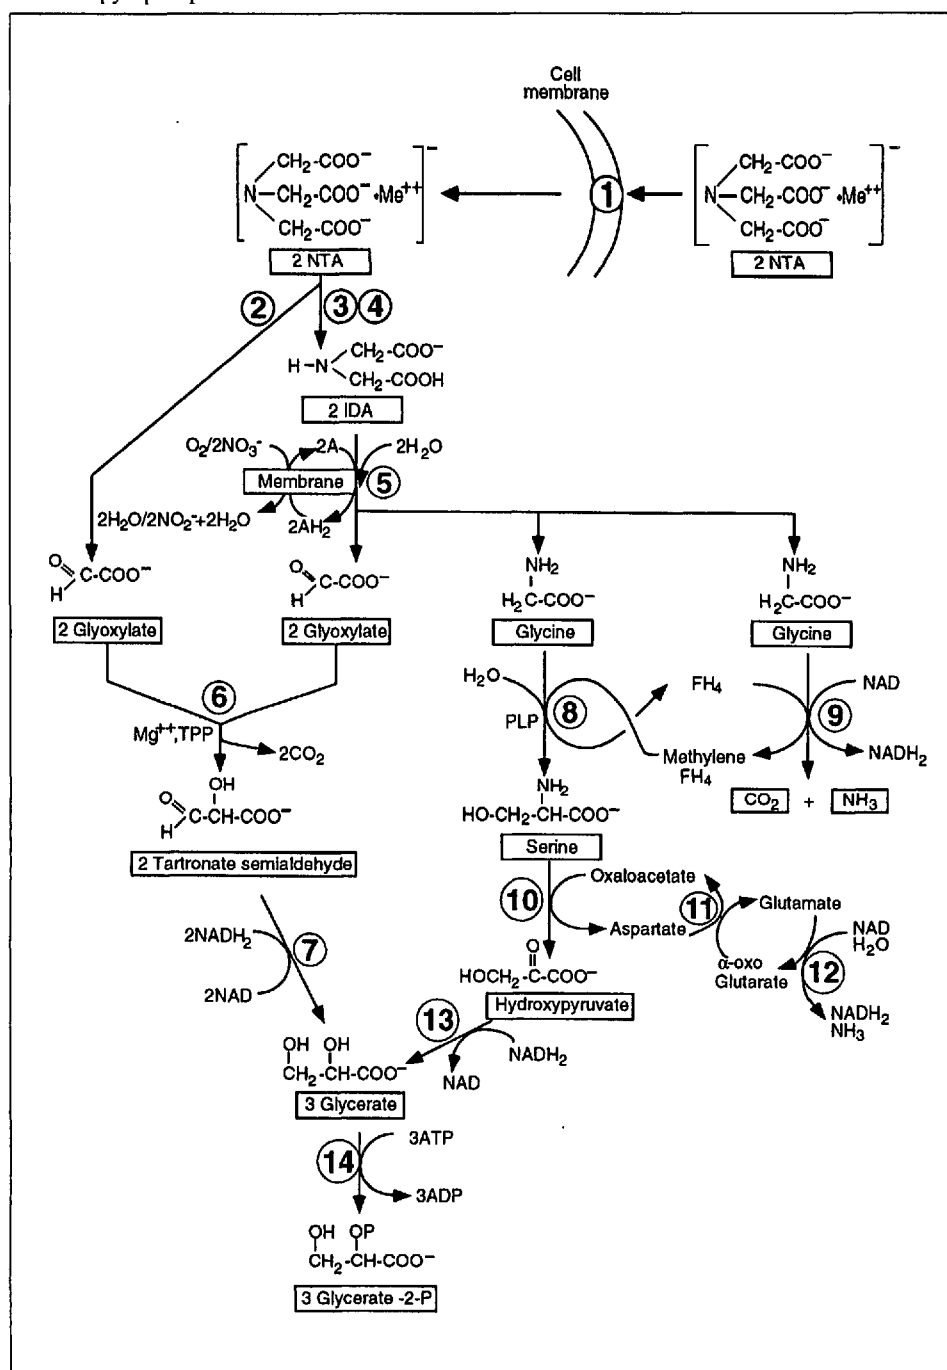 Cell
membrane
CH₂-COO⁻
N-CH₂-COO⁻ •Me⁺⁺
CH₂-COO⁻
−
2 NTA
1
CH₂-COO⁻
N-CH₂-COO⁻ •Me⁺⁺
CH₂-COO⁻
−
2 NTA
2
3
4
CH₂-COO⁻
H-N
CH₂-COOH
2 IDA
O₂/2NO₃⁻
2A
2H₂O
Membrane
5
2H₂O/2NO₂⁻+2H₂O
2AH₂
O
C-COO⁻
H
2 Glyoxylate
O
C-COO⁻
H
2 Glyoxylate
NH₂
H₂C-COO⁻
Glycine
NH₂
H₂C-COO⁻
Glycine
6
Mg⁺⁺,TPP
2CO₂
H₂O
PLP
8
FH₄
Methylene
FH₄
NAD
9
NADH₂
CO₂ + NH₃
OH
O
C-CH-COO⁻
H
2 Tartronate semialdehyde
NH₂
HO-CH₂-CH-COO⁻
Serine
10
Oxaloacetate
Aspartate
11
Glutamate
α-oxo
Glutarate
NAD
H₂O
12
NADH₂
NH₃
2NADH₂
7
2NAD
O
HOCH₂-C-COO⁻
Hydroxypyruvate
13
NADH₂
NAD
OH OH
CH₂-CH-COO⁻
3 Glycerate
14
3ATP
3ADP
OH OP
CH₂-CH-COO⁻
3 Glycerate -2-P